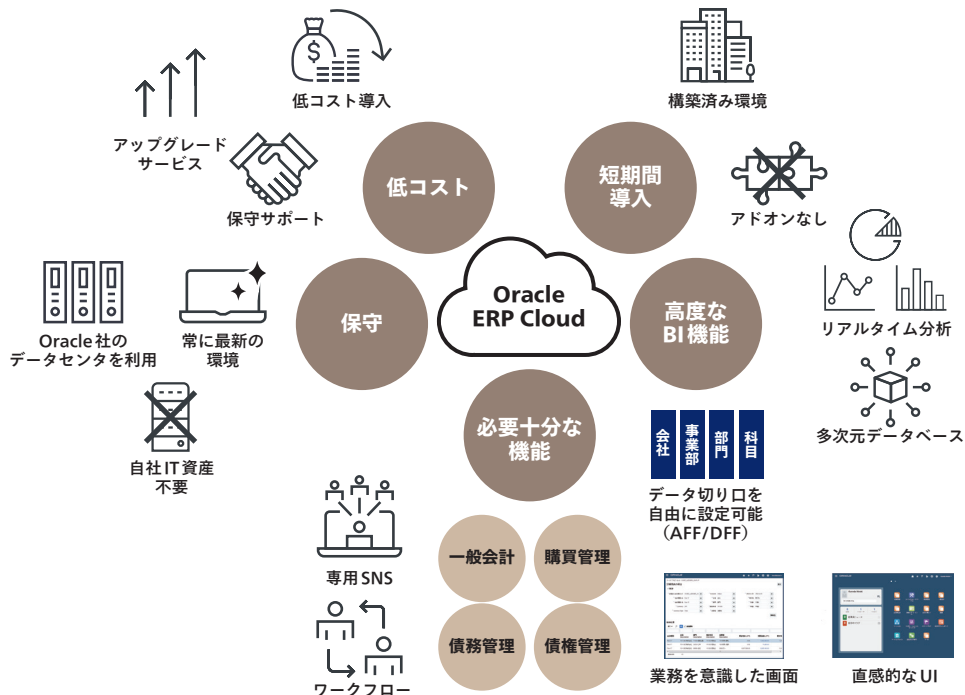 低コスト導入
構築済み環境
アップグレード
サービス
保守サポート
低コスト
短期間
導入
アドオンなし
Oracle
ERP Cloud
保守
高度な
BI機能
Oracle社の
データセンタを利用
常に最新の
環境
リアルタイム分析
自社IT資産
不要
必要十分な
機能
会社
事業部
部門
科目
多次元データベース
データ切り口を
自由に設定可能
（AFF/DFF）
専用SNS
一般会計
購買管理
債務管理
債権管理
ワークフロー
業務を意識した画面
直感的なUI